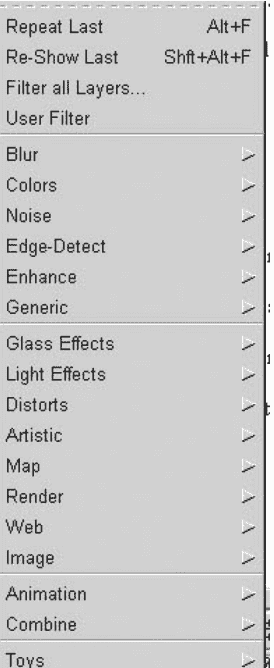 Repeat Last Alt+F
Re-Show Last Shft+Alt+F
Filter all Layers...
User Filter
Blur
Colors
Noise
Edge-Detect
Enhance
Generic
Glass Effects
Light Effects
Distorts
Artistic
Map
Render
Web
Image
Animation
Combine
Toys